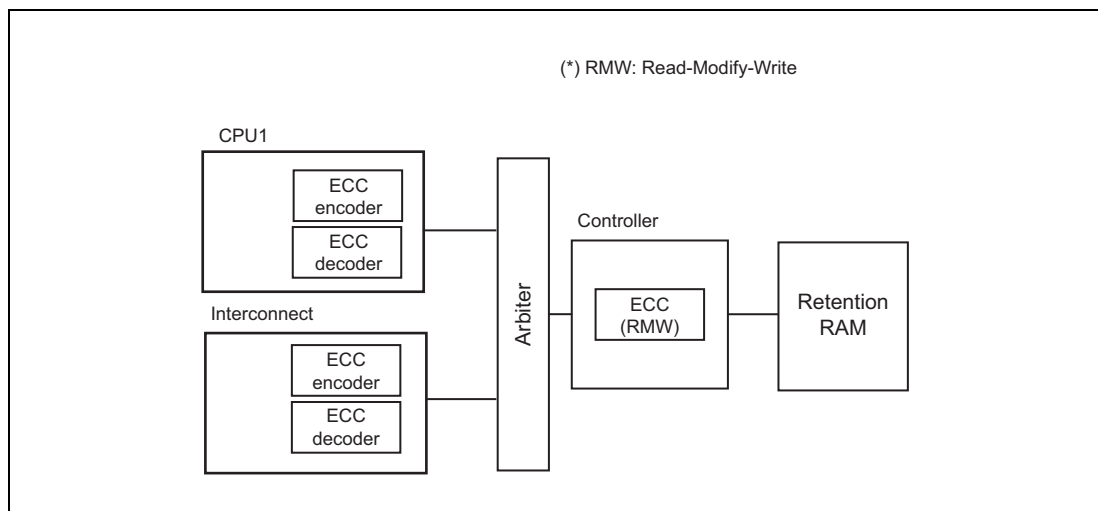 (*) RMW: Read-Modify-Write
CPU1
ECC
encoder
ECC
decoder
Interconnect
ECC
encoder
ECC
decoder
Arbiter
Controller
ECC
(RMW)
Retention
RAM